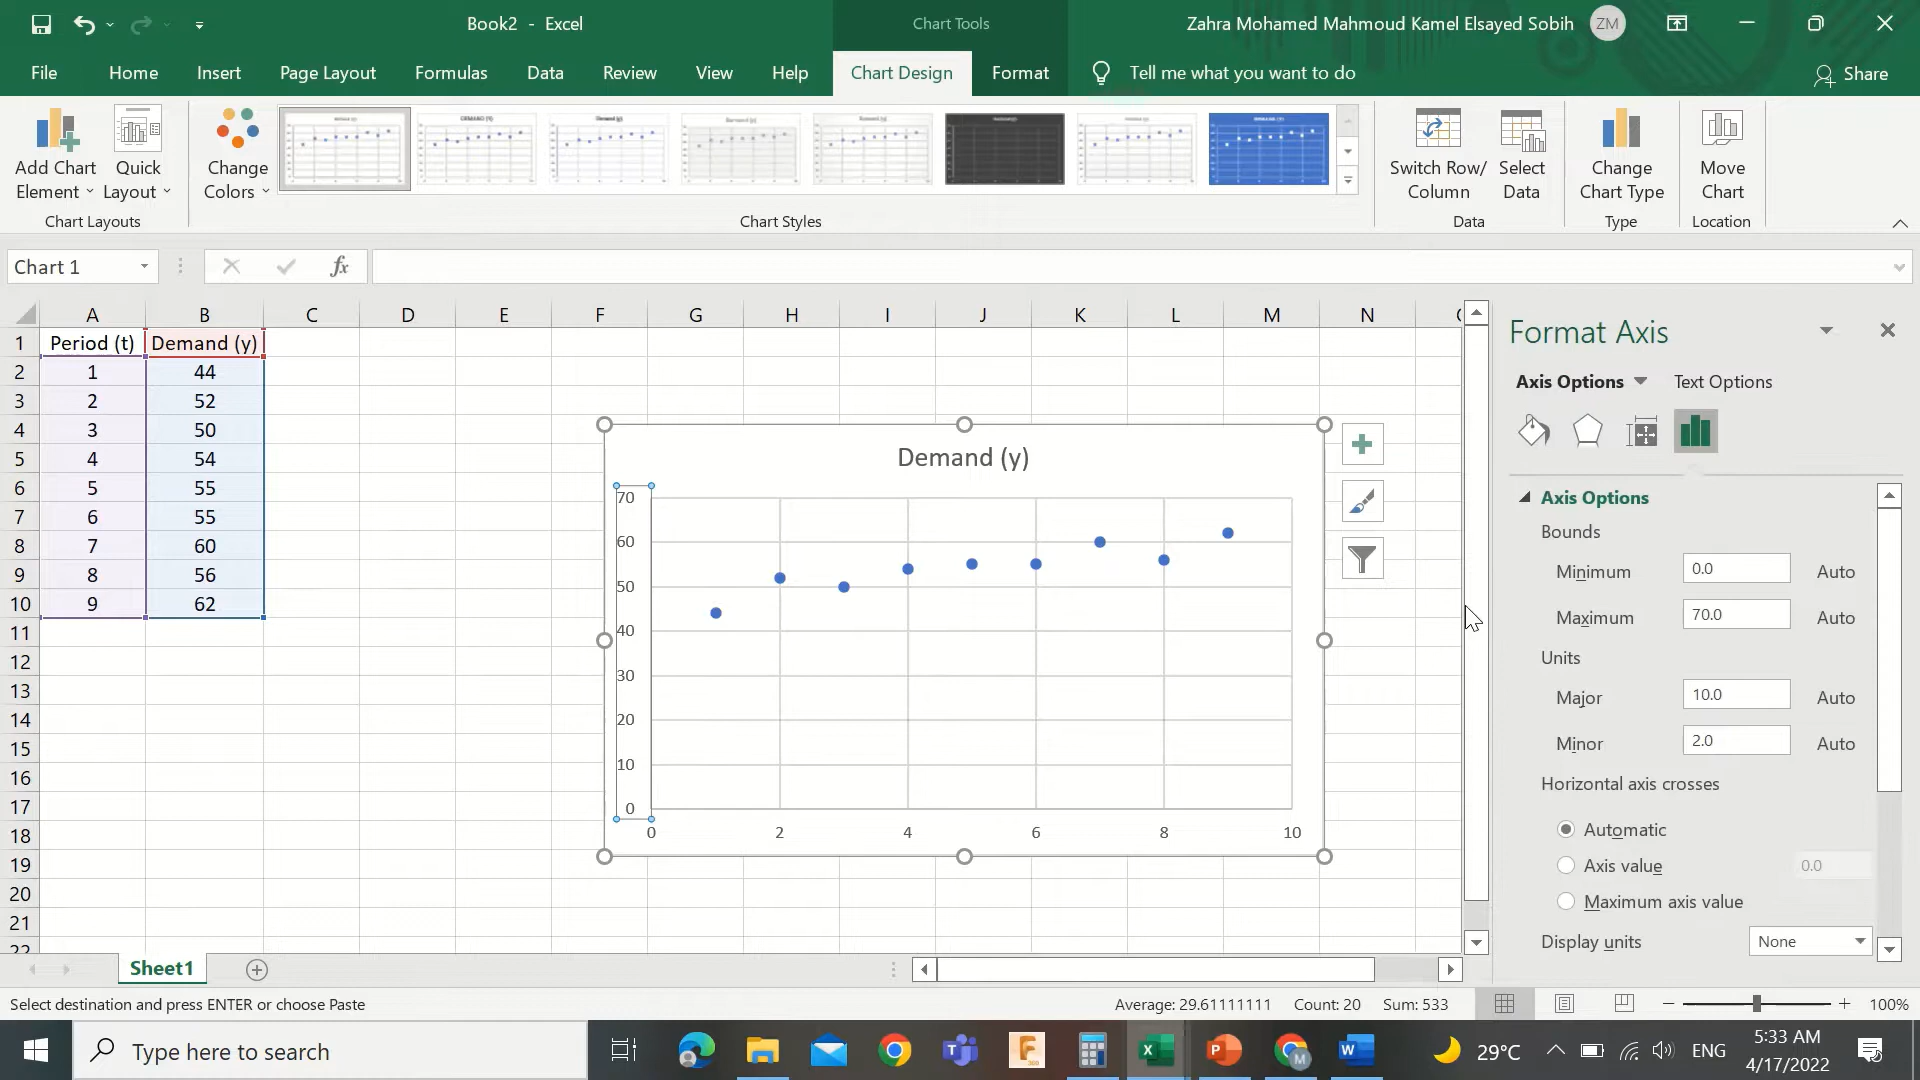 Book2 - Excel
Chart Tools
Zahra Mohamed Mahmoud Kamel Elsayed Sobih
ZM
File Home Insert Page Layout Formulas Data Review View Help Chart Design Format Tell me what you want to do Share
Add Chart Element
Quick Layout
Chart Layouts
Change Colors
Chart Styles
Switch Row/Column
Select Data
Data
Change Chart Type
Type
Move Chart
Location
Chart 1
fx
A B C D E F G H I J K L M N
1 Period (t) Demand (y)
2 1 44
3 2 52
4 3 50
5 4 54
6 5 55
7 6 55
8 7 60
9 8 56
10 9 62
11
12
13
14
15
16
17
18
19
20
21
22
Demand (y)
70
60
50
40
30
20
10
0
0 2 4 6 8 10
Format Axis
Axis Options Text Options
Axis Options
Bounds
Minimum 0.0 Auto
Maximum 70.0 Auto
Units
Major 10.0 Auto
Minor 2.0 Auto
Horizontal axis crosses
Automatic
Axis value 0.0
Maximum axis value
Display units None
Sheet1
Select destination and press ENTER or choose Paste
Average: 29.61111111 Count: 20 Sum: 533
100%
Type here to search
29°C
ENG
5:33 AM
4/17/2022